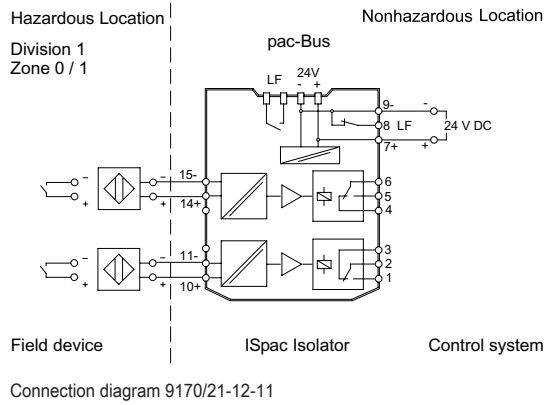 Hazardous Location
Nonhazardous Location
Division 1
Zone 0 / 1
pac-Bus
LF
24V
- +
9-
-
8 LF
24 V DC
7+
+
15-
-
-
6
5
+
+
14+
4
3
11-
-
-
2
+
+
10+
1
Field device
ISpac Isolator
Control system
Connection diagram 9170/21-12-11